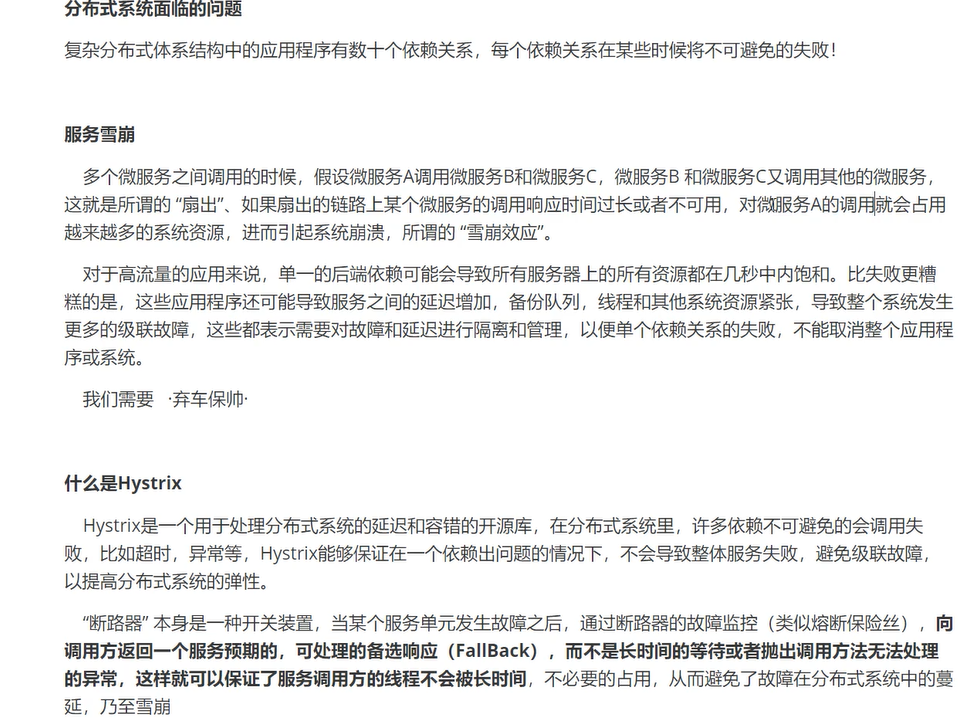 分布式系统面临的问题
复杂分布式体系结构中的应用程序有数十个依赖关系，每个依赖关系在某些时候将不可避免的失败！
服务雪崩
多个微服务之间调用的时候，假设微服务A调用微服务B和微服务C，微服务B 和微服务C又调用其他的微服务，
这就是所谓的 “扇出”、如果扇出的链路上某个微服务的调用响应时间过长或者不可用，对微服务A的调用就会占用
越来越多的系统资源，进而引起系统崩溃，所谓的 “雪崩效应”。
对于高流量的应用来说，单一的后端依赖可能会导致所有服务器上的所有资源都在几秒中内饱和。比失败更糟
糕的是，这些应用程序还可能导致服务之间的延迟增加，备份队列，线程和其他系统资源紧张，导致整个系统发生
更多的级联故障，这些都表示需要对故障和延迟进行隔离和管理，以便单个依赖关系的失败，不能取消整个应用程
序或系统。
我们需要 ·弃车保帅·
什么是Hystrix
Hystrix是一个用于处理分布式系统的延迟和容错的开源库，在分布式系统里，许多依赖不可避免的会调用失
败，比如超时，异常等，Hystrix能够保证在一个依赖出问题的情况下，不会导致整体服务失败，避免级联故障，
以提高分布式系统的弹性。
“断路器” 本身是一种开关装置，当某个服务单元发生故障之后，通过断路器的故障监控（类似熔断保险丝），向
调用方返回一个服务预期的，可处理的备选响应（FallBack），而不是长时间的等待或者抛出调用方法无法处理
的异常，这样就可以保证了服务调用方的线程不会被长时间，不必要的占用，从而避免了故障在分布式系统中的蔓
延，乃至雪崩